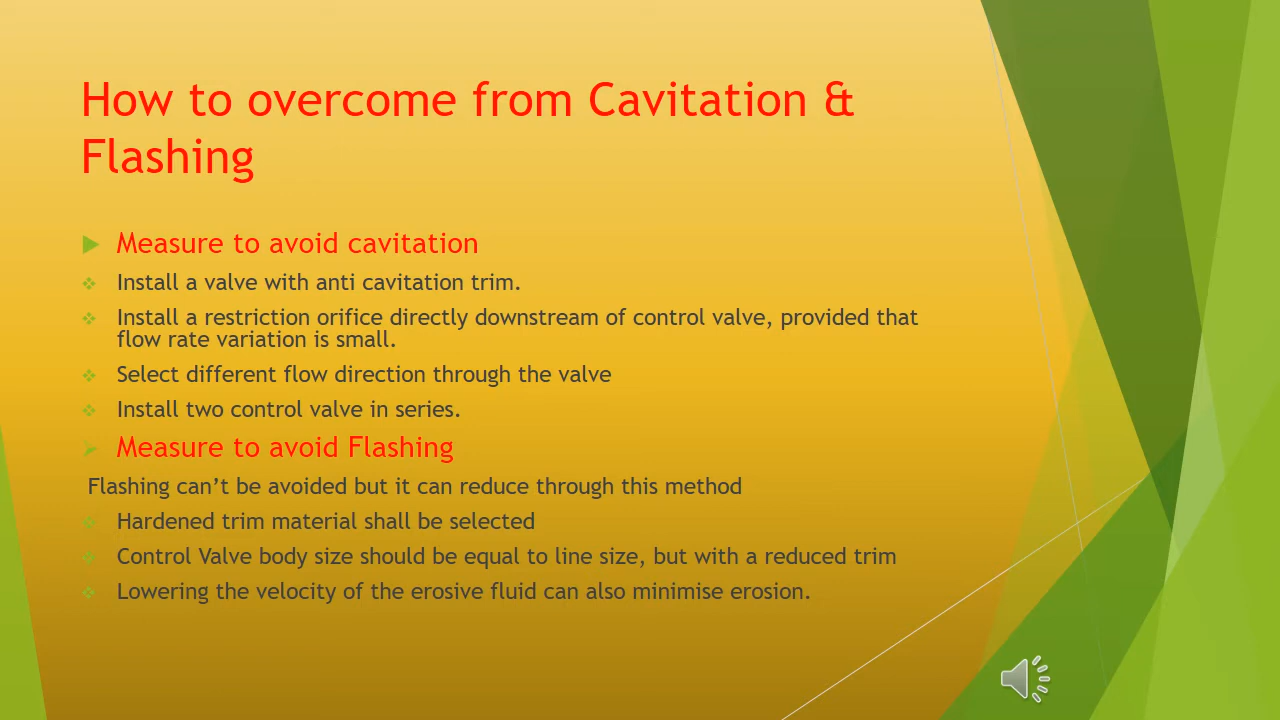 How to overcome from Cavitation &
Flashing
Measure to avoid cavitation
Install a valve with anti cavitation trim.
Install a restriction orifice directly downstream of control valve, provided that
flow rate variation is small.
Select different flow direction through the valve
Install two control valve in series.
Measure to avoid Flashing
Flashing can’t be avoided but it can reduce through this method
Hardened trim material shall be selected
Control Valve body size should be equal to line size, but with a reduced trim
Lowering the velocity of the erosive fluid can also minimise erosion.